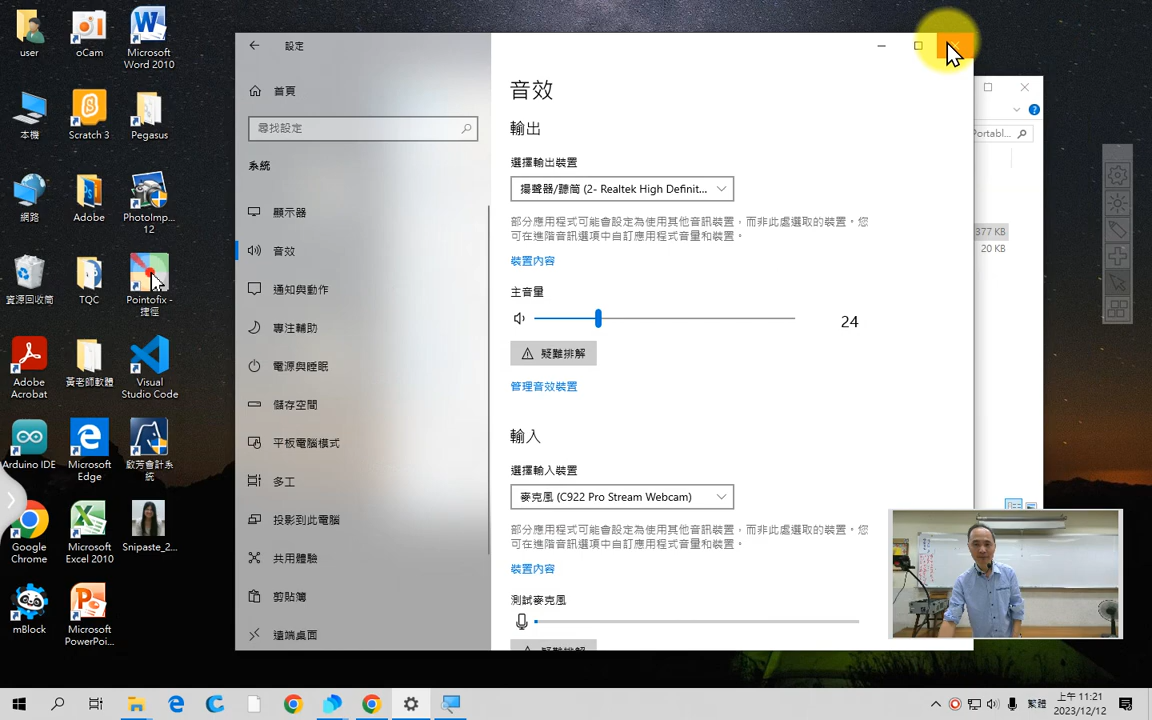 user
oCam
Microsoft
Word 2010
本機
Scratch 3
Pegasus
網路
Adobe
PhotoImp...
12
資源回收筒
TQC
Pointofix -
捷徑
Adobe
Acrobat
黃老師軟體
Visual
Studio Code
Arduino IDE
Microsoft
Edge
啟芳會計系
統
Google
Chrome
Microsoft
Excel 2010
Snipaste_2...
mBlock
Microsoft
PowerPoi...
設定
首頁
尋找設定
系統
顯示器
音效
通知與動作
專注輔助
電源與睡眠
儲存空間
平板電腦模式
多工
投影到此電腦
共用體驗
剪貼簿
遠端桌面
音效
輸出
選擇輸出裝置
揚聲器/聽筒 (2- Realtek High Definit...
部分應用程式可能會設定為使用其他音訊裝置，而非此處選取的裝置。您
可在進階音訊選項中自訂應用程式音量和裝置。
裝置內容
主音量
24
疑難排解
管理音效裝置
輸入
選擇輸入裝置
麥克風 (C922 Pro Stream Webcam)
部分應用程式可能會設定為使用其他音訊裝置，而非此處選取的裝置。您
可在進階音訊選項中自訂應用程式音量和裝置。
裝置內容
測試麥克風
疑難排解
Portabl...
377 KB
20 KB
繁體
上午 11:21
2023/12/12